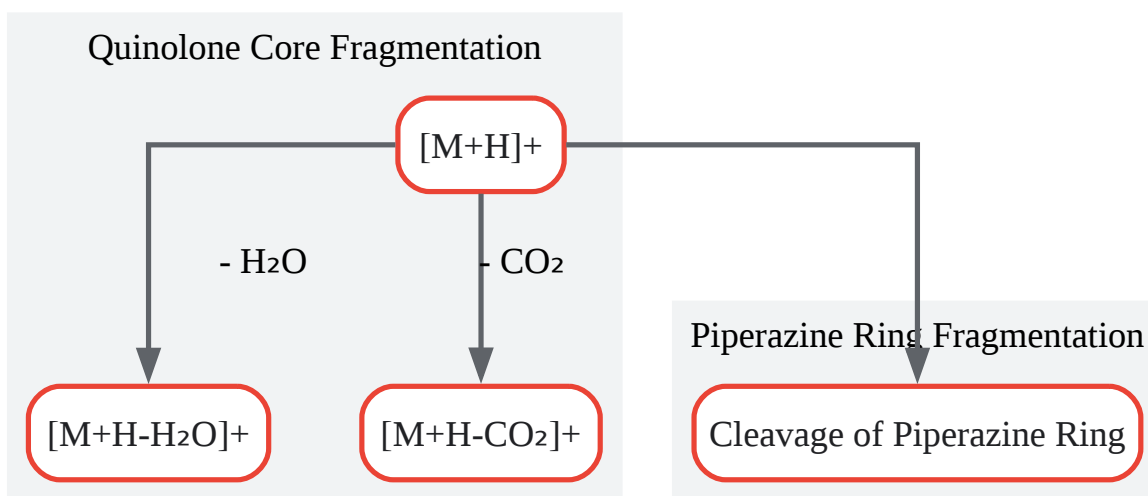 Quinolone Core Fragmentation
[M+H]+
- H₂O
- CO₂
Piperazine Ring Fragmentation
[M+H-H₂O]+
[M+H-CO₂]+
Cleavage of Piperazine Ring